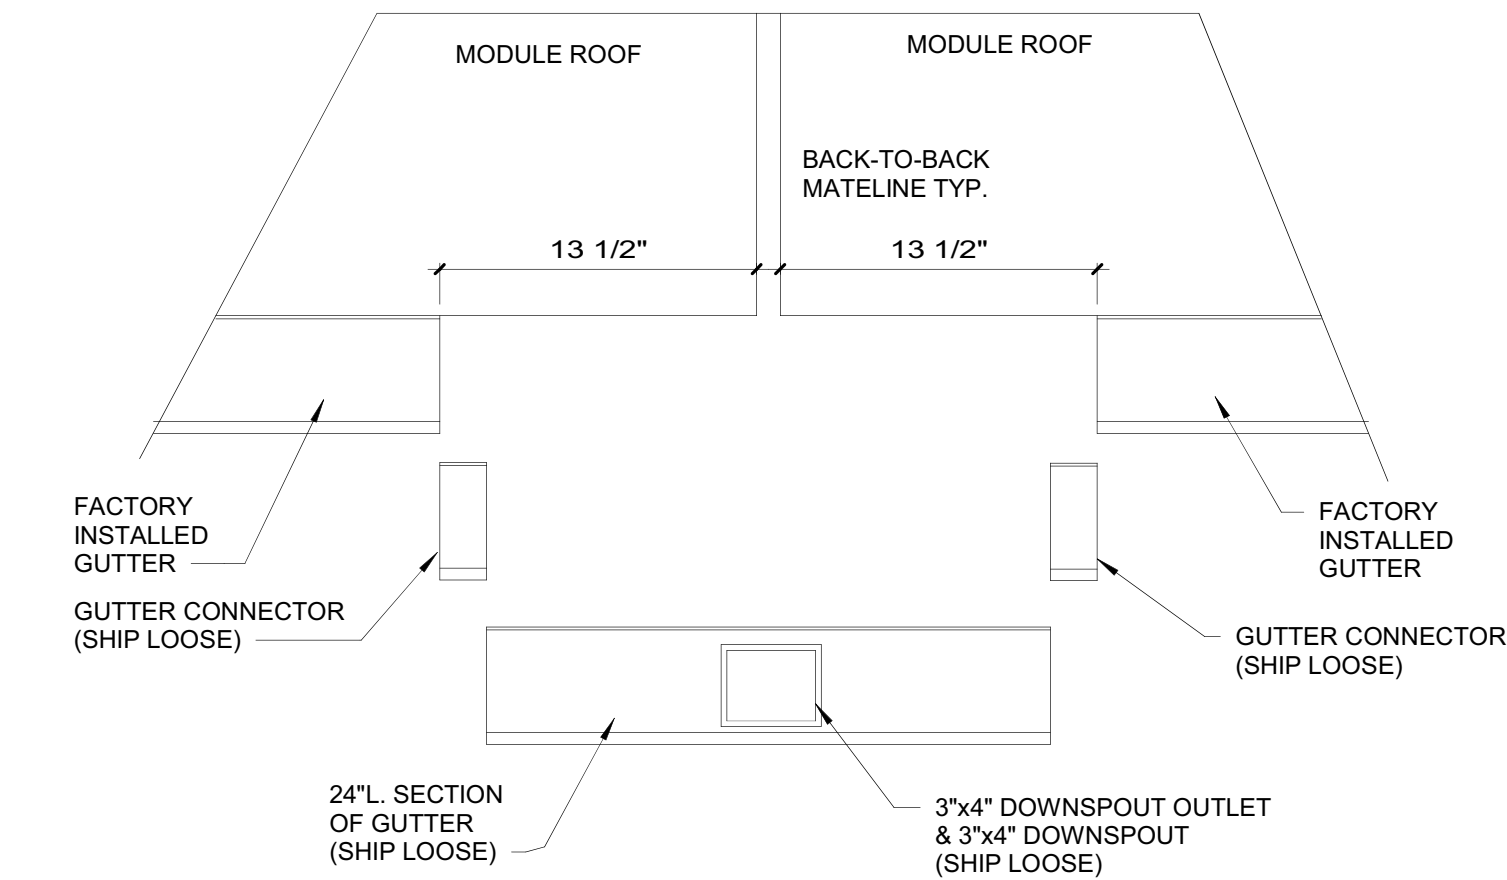 MODULE ROOF
MODULE ROOF
BACK-TO-BACK
MATELINE TYP.
13 1/2"
13 1/2"
FACTORY
INSTALLED
GUTTER
FACTORY
INSTALLED
GUTTER
GUTTER CONNECTOR
(SHIP LOOSE)
GUTTER CONNECTOR
(SHIP LOOSE)
24"L. SECTION
OF GUTTER
(SHIP LOOSE)
3"x4" DOWNSPOUT OUTLET
& 3"x4" DOWNSPOUT
(SHIP LOOSE)